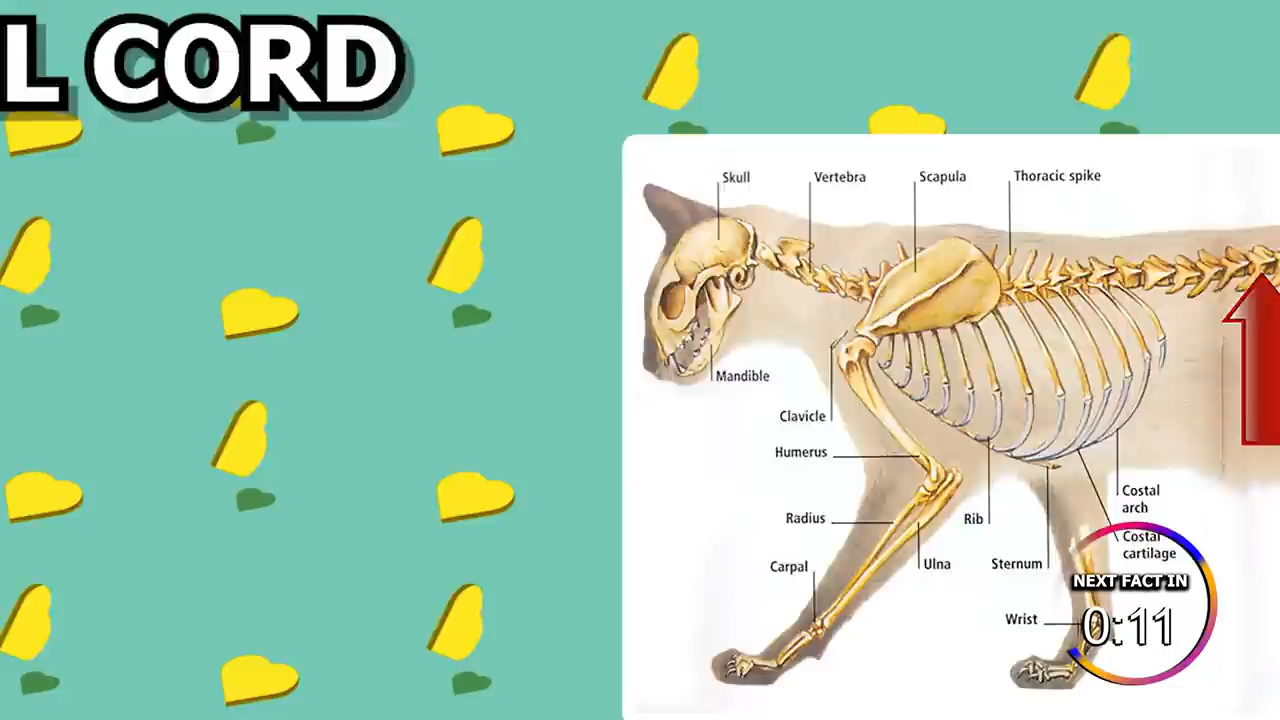 L CORD
Skull
Vertebra
Scapula
Thoracic spike
Mandible
Clavicle
Humerus
Radius
Rib
Costal
arch
Costal
cartilage
Carpal
Ulna
Sternum
NEXT FACT IN
Wrist
0:11